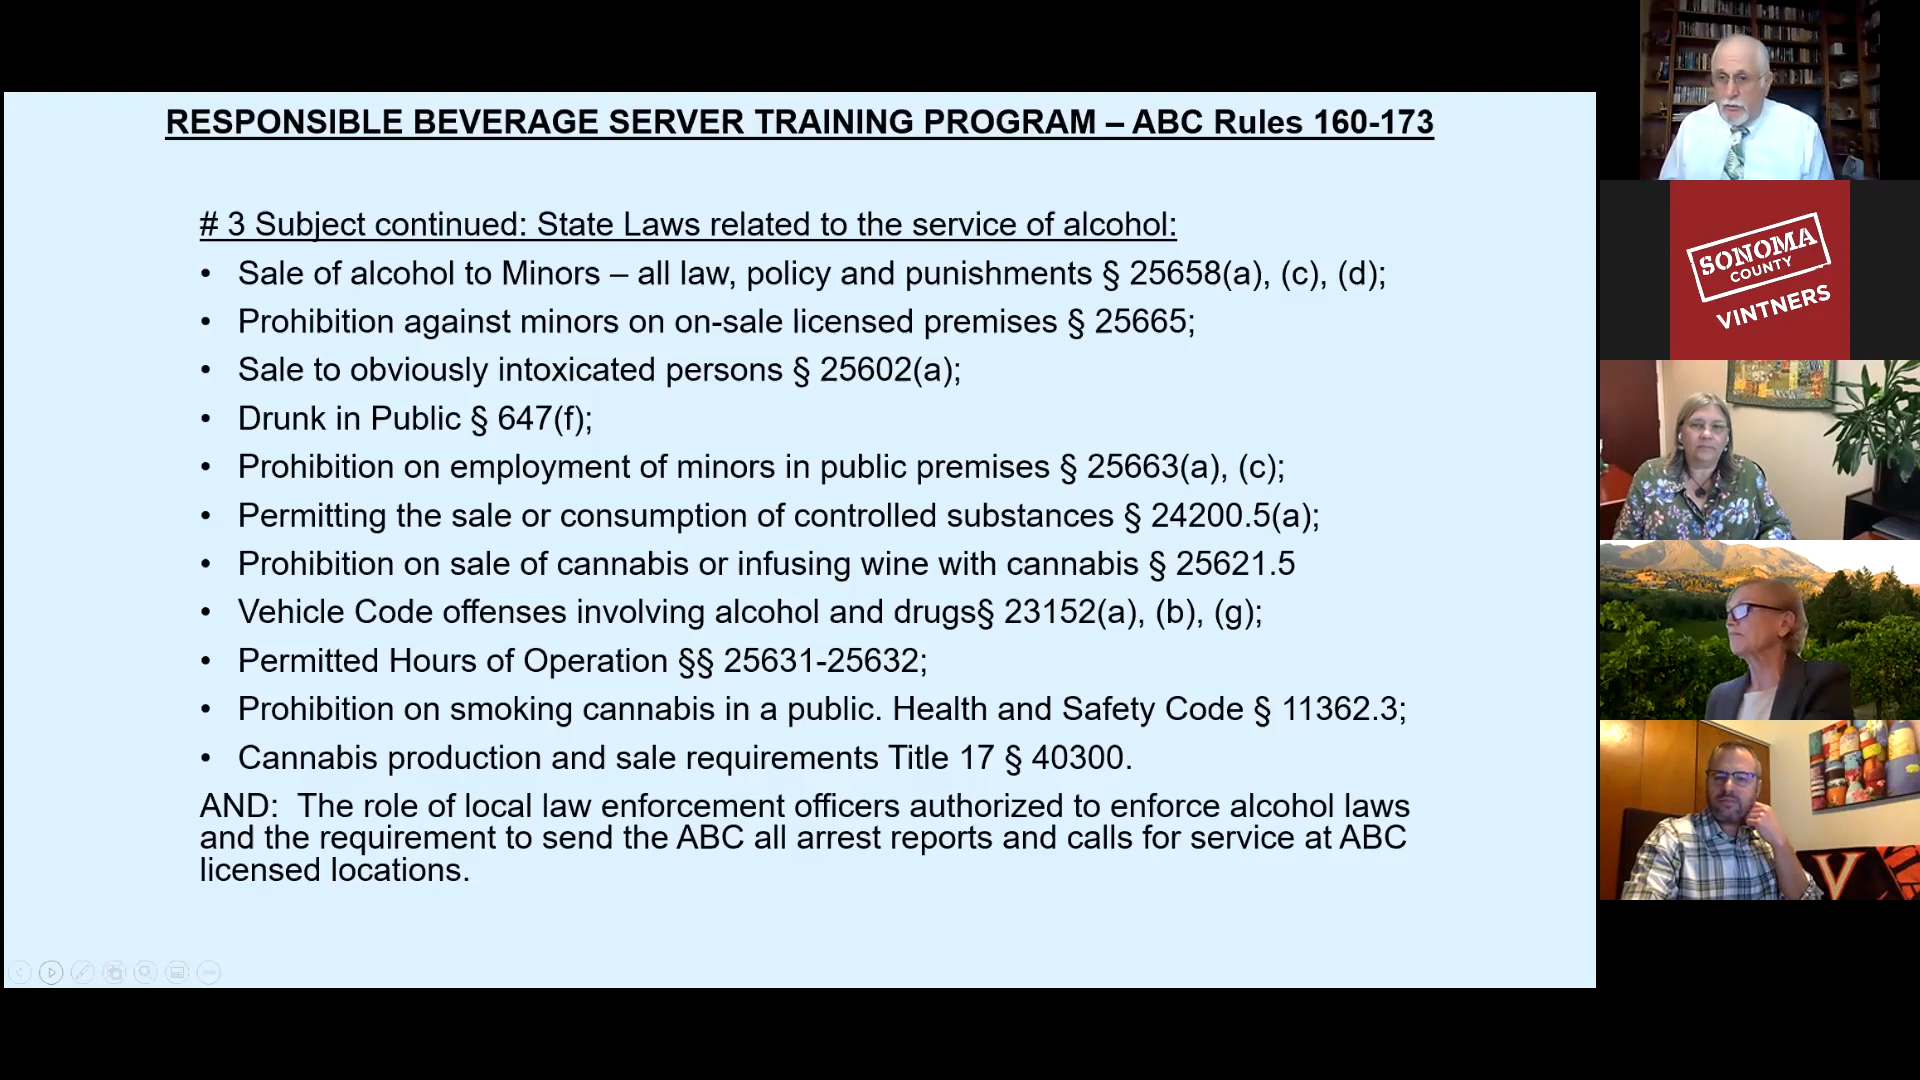 RESPONSIBLE BEVERAGE SERVER TRAINING PROGRAM – ABC Rules 160-173
# 3 Subject continued: State Laws related to the service of alcohol:
• Sale of alcohol to Minors – all law, policy and punishments § 25658(a), (c), (d);
• Prohibition against minors on on-sale licensed premises § 25665;
• Sale to obviously intoxicated persons § 25602(a);
• Drunk in Public § 647(f);
• Prohibition on employment of minors in public premises § 25663(a), (c);
• Permitting the sale or consumption of controlled substances § 24200.5(a);
• Prohibition on sale of cannabis or infusing wine with cannabis § 25621.5
• Vehicle Code offenses involving alcohol and drugs§ 23152(a), (b), (g);
• Permitted Hours of Operation §§ 25631-25632;
• Prohibition on smoking cannabis in a public. Health and Safety Code § 11362.3;
• Cannabis production and sale requirements Title 17 § 40300.
AND: The role of local law enforcement officers authorized to enforce alcohol laws
and the requirement to send the ABC all arrest reports and calls for service at ABC
licensed locations.
SONOMA
COUNTY
VINTNERS
V